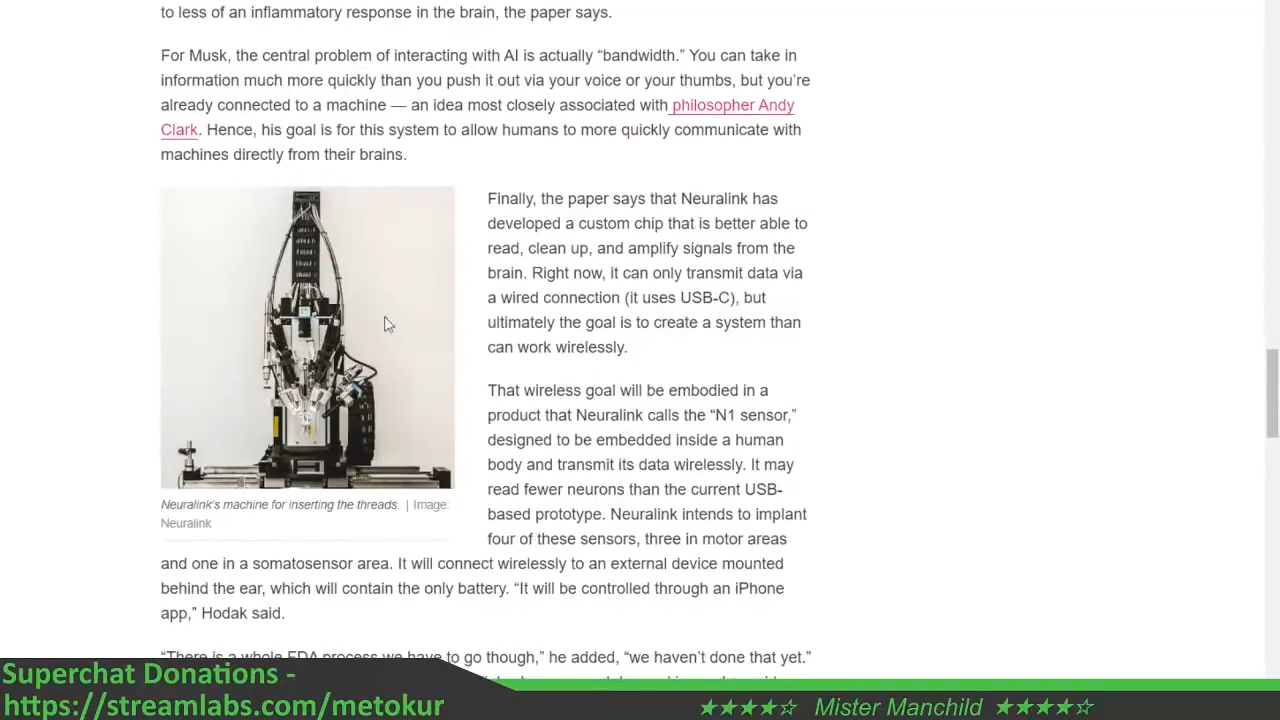 to less of an inflammatory response in the brain, the paper says.
For Musk, the central problem of interacting with AI is actually “bandwidth.” You can take in
information much more quickly than you push it out via your voice or your thumbs, but you’re
already connected to a machine — an idea most closely associated with philosopher Andy
Clark. Hence, his goal is for this system to allow humans to more quickly communicate with
machines directly from their brains.
Finally, the paper says that Neuralink has
developed a custom chip that is better able to
read, clean up, and amplify signals from the
brain. Right now, it can only transmit data via
a wired connection (it uses USB-C), but
ultimately the goal is to create a system than
can work wirelessly.
That wireless goal will be embodied in a
product that Neuralink calls the “N1 sensor,”
designed to be embedded inside a human
body and transmit its data wirelessly. It may
read fewer neurons than the current USB-
based prototype. Neuralink intends to implant
four of these sensors, three in motor areas
Neuralink's machine for inserting the threads. | Image:
Neuralink
and one in a somatosensor area. It will connect wirelessly to an external device mounted
behind the ear, which will contain the only battery. “It will be controlled through an iPhone
app,” Hodak said.
“There is a whole FDA process we have to go though,” he added, “we haven’t done that yet.”
Superchat Donations -
https://streamlabs.com/metokur
★★★★☆ Mister Manchild ★★★★☆